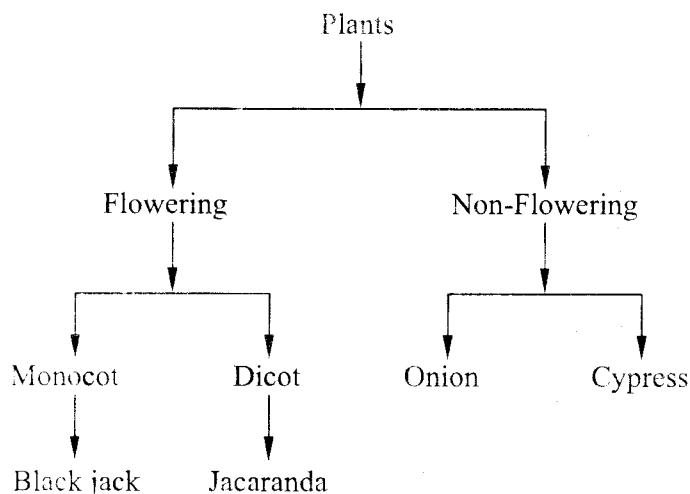 Plants
Flowering Non-Flowering
Monocot Dicot Onion Cypress
Black jack Jacaranda